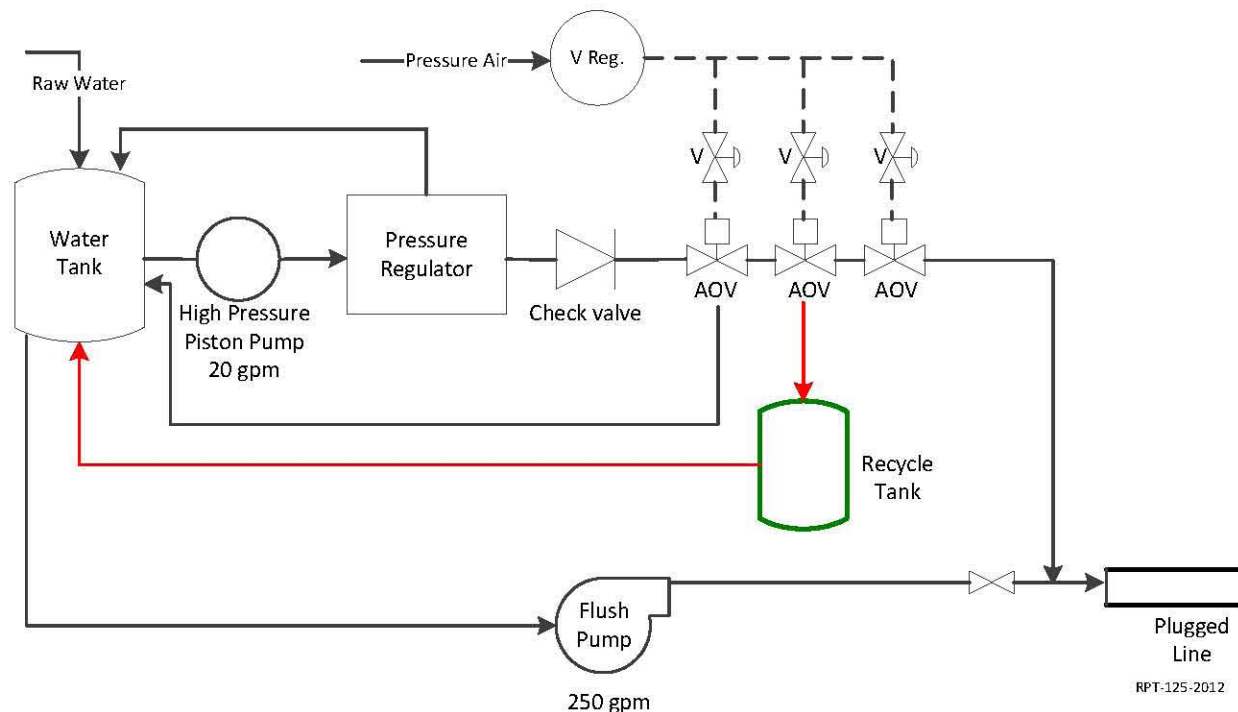 Raw Water
Pressure Air
V Reg.
V
V
V
Water
Tank
High Pressure
Piston Pump
20 gpm
Pressure
Regulator
Check valve
AOV
AOV
AOV
Recycle
Tank
Flush
Pump
250 gpm
Plugged
Line
RPT-125-2012